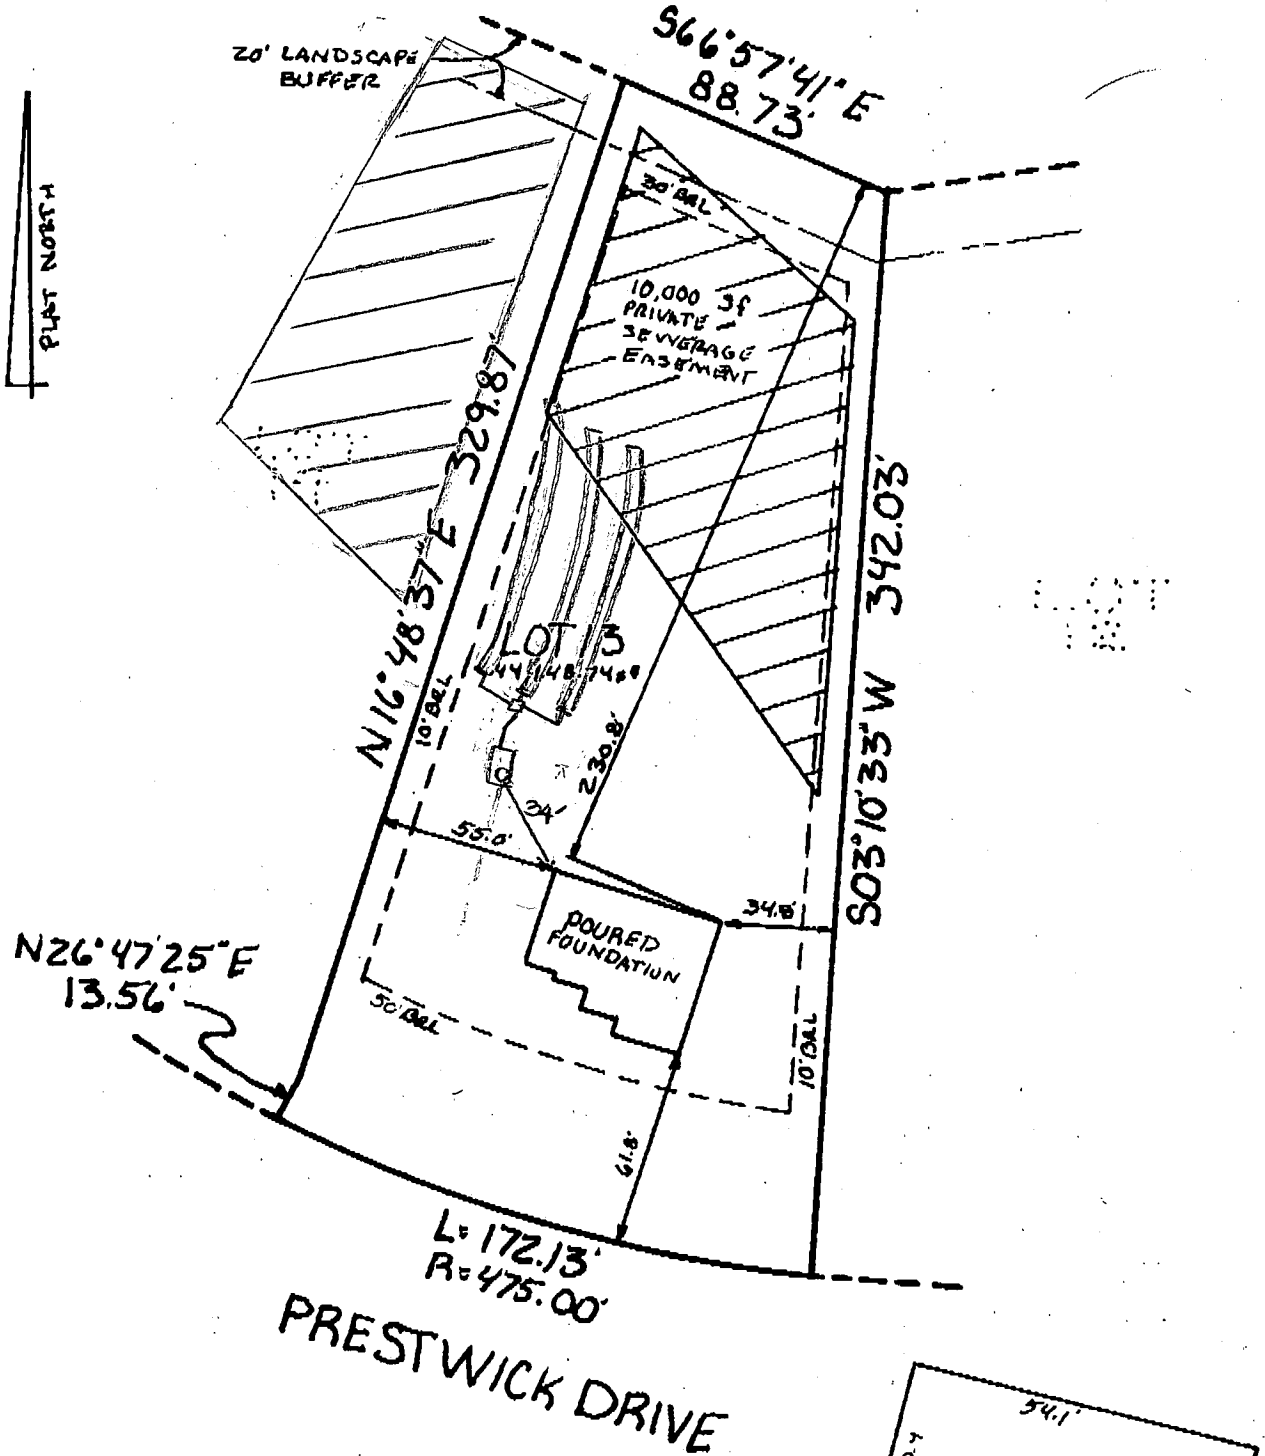 S66°57'41"E
88.73'
20' LANDSCAPE
BUFFER
PLAT NORTH
30' BRL
10,000 sf
PRIVATE
SEWERAGE
EASEMENT
N16°48'37"E 329.87'
S03°10'33"W 342.03'
LOT 13
10' BRL
230.8'
34'
55.0'
34.8'
POURED
FOUNDATION
N26°47'25"E
13.56'
50' BRL
10' BRL
61.8'
L=172.13'
R=475.00'
PRESTWICK DRIVE
LOT
54.1'